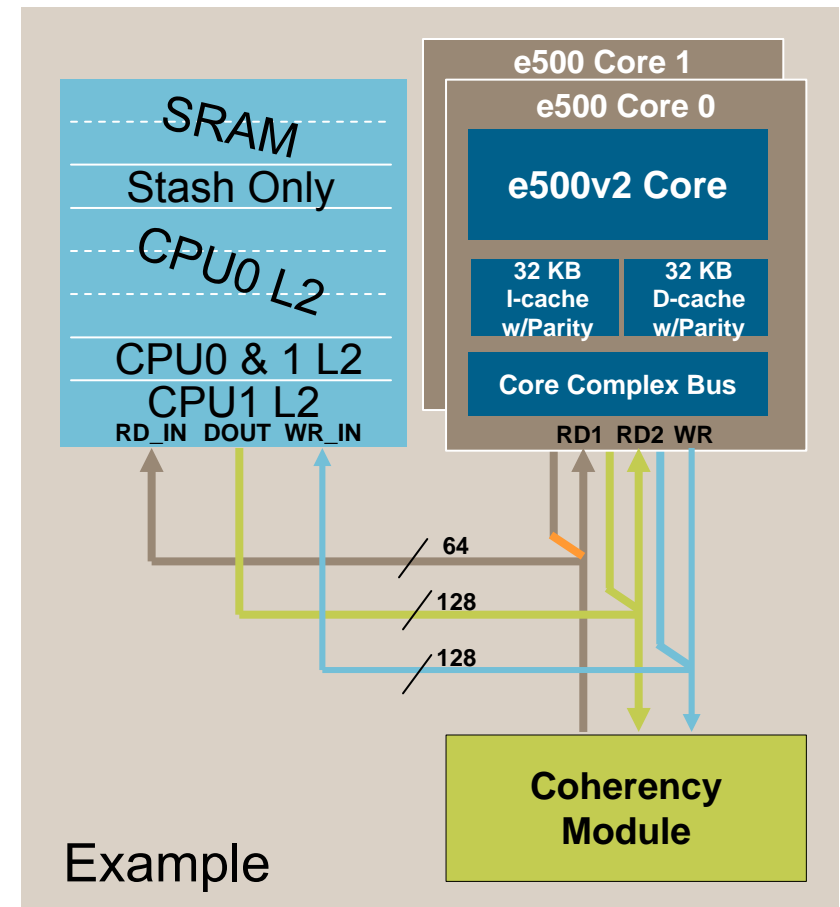 SRAM
Stash Only
CPU0 L2
CPU0 & 1 L2
CPU1 L2
RD_IN DOUT WR_IN
e500 Core 1
e500 Core 0
e500v2 Core
32 KB
I-cache
w/Parity
32 KB
D-cache
w/Parity
Core Complex Bus
RD1 RD2 WR
64
128
128
Coherency
Module
Example